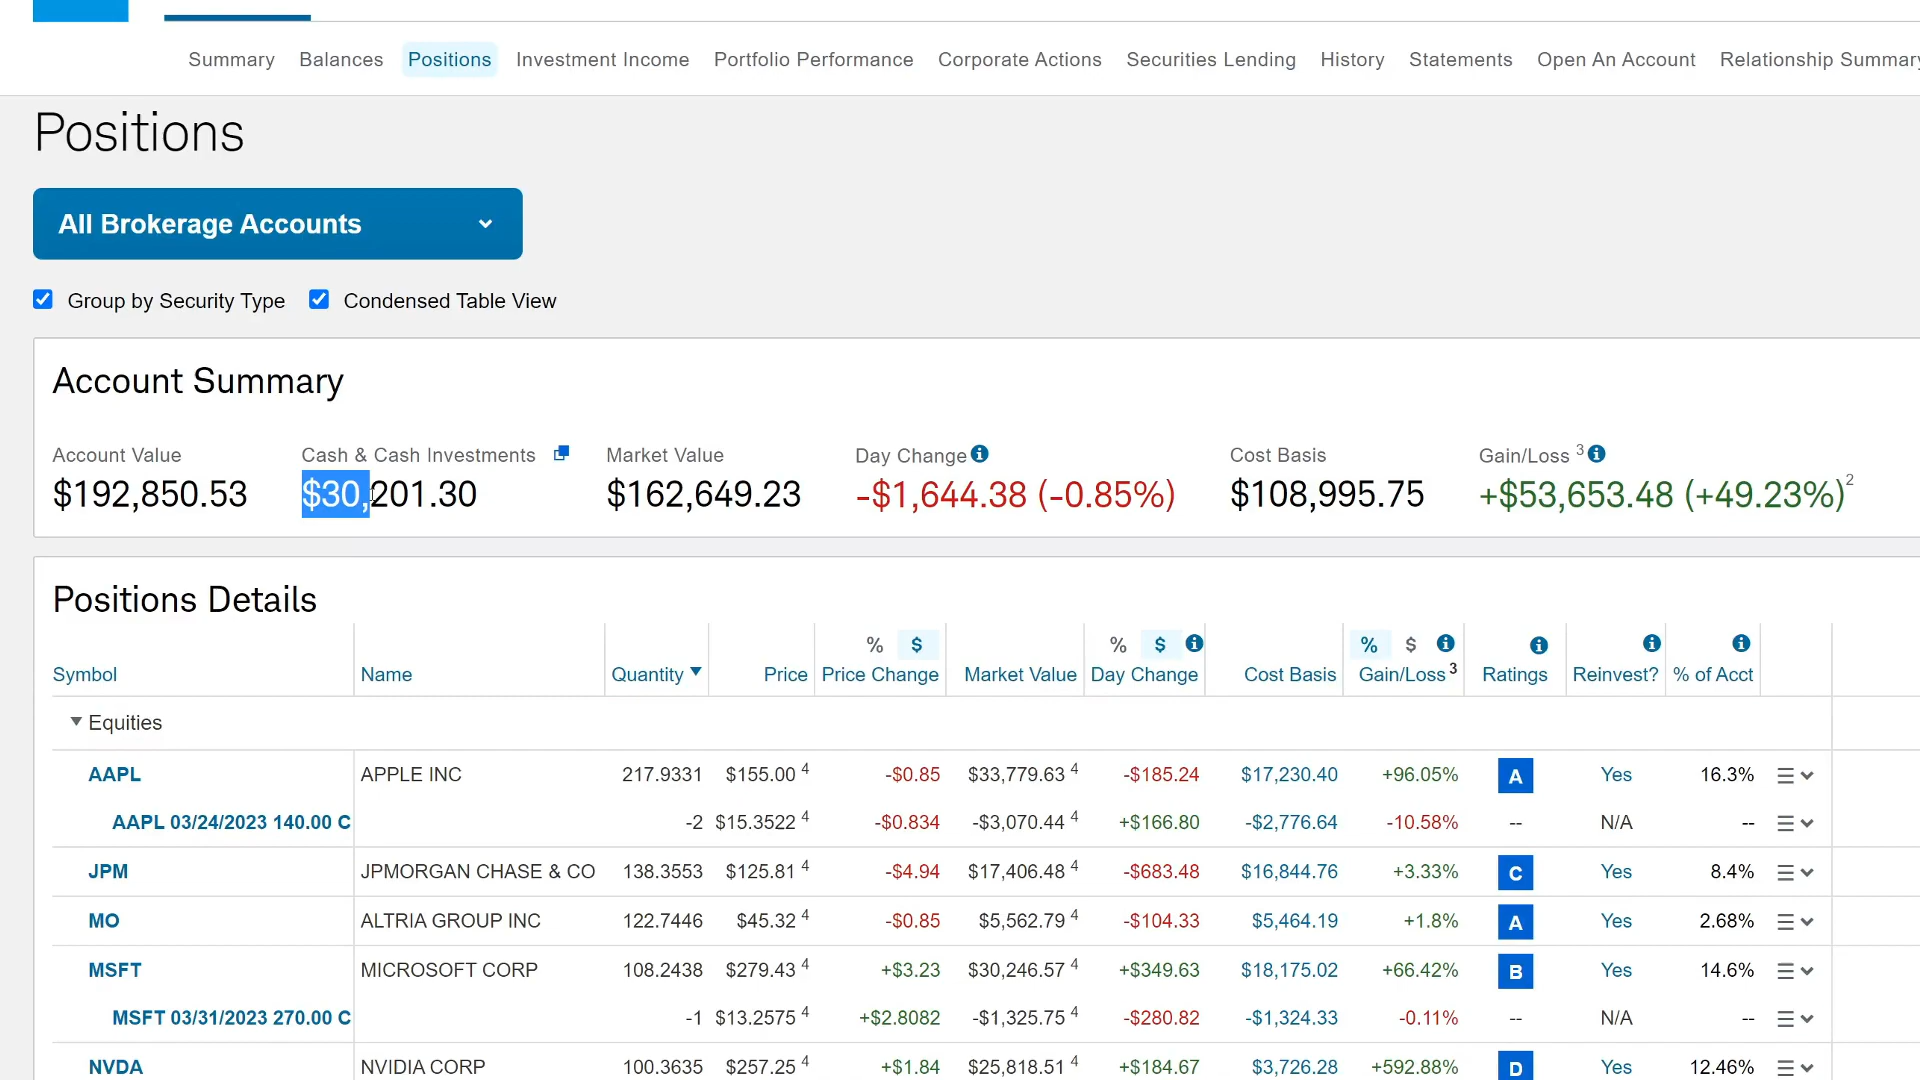 Summary Balances Positions Investment Income Portfolio Performance Corporate Actions Securities Lending History Statements Open An Account Relationship Summary
Positions
All Brokerage Accounts
Group by Security Type Condensed Table View
Account Summary
Account Value Cash & Cash Investments Market Value Day Change Cost Basis Gain/Loss 3
$192,850.53 $30,201.30 $162,649.23 -$1,644.38 (-0.85%) $108,995.75 +$53,653.48 (+49.23%) 2
Positions Details
% $ % $ % $
Symbol Name Quantity Price Price Change Market Value Day Change Cost Basis Gain/Loss 3 Ratings Reinvest? % of Acct
Equities
AAPL APPLE INC 217.9331 $155.00 4 -$0.85 $33,779.63 4 -$185.24 $17,230.40 +96.05% A Yes 16.3%
AAPL 03/24/2023 140.00 C -2 $15.3522 4 -$0.834 -$3,070.44 4 +$166.80 -$2,776.64 -10.58% -- N/A --
JPM JPMORGAN CHASE & CO 138.3553 $125.81 4 -$4.94 $17,406.48 4 -$683.48 $16,844.76 +3.33% C Yes 8.4%
MO ALTRIA GROUP INC 122.7446 $45.32 4 -$0.85 $5,562.79 4 -$104.33 $5,464.19 +1.8% A Yes 2.68%
MSFT MICROSOFT CORP 108.2438 $279.43 4 +$3.23 $30,246.57 4 +$349.63 $18,175.02 +66.42% B Yes 14.6%
MSFT 03/31/2023 270.00 C -1 $13.2575 4 +$2.8082 -$1,325.75 4 -$280.82 -$1,324.33 -0.11% -- N/A --
NVDA NVIDIA CORP 100.3635 $257.25 4 +$1.84 $25,818.51 4 +$184.67 $3,726.28 +592.88% D Yes 12.46%